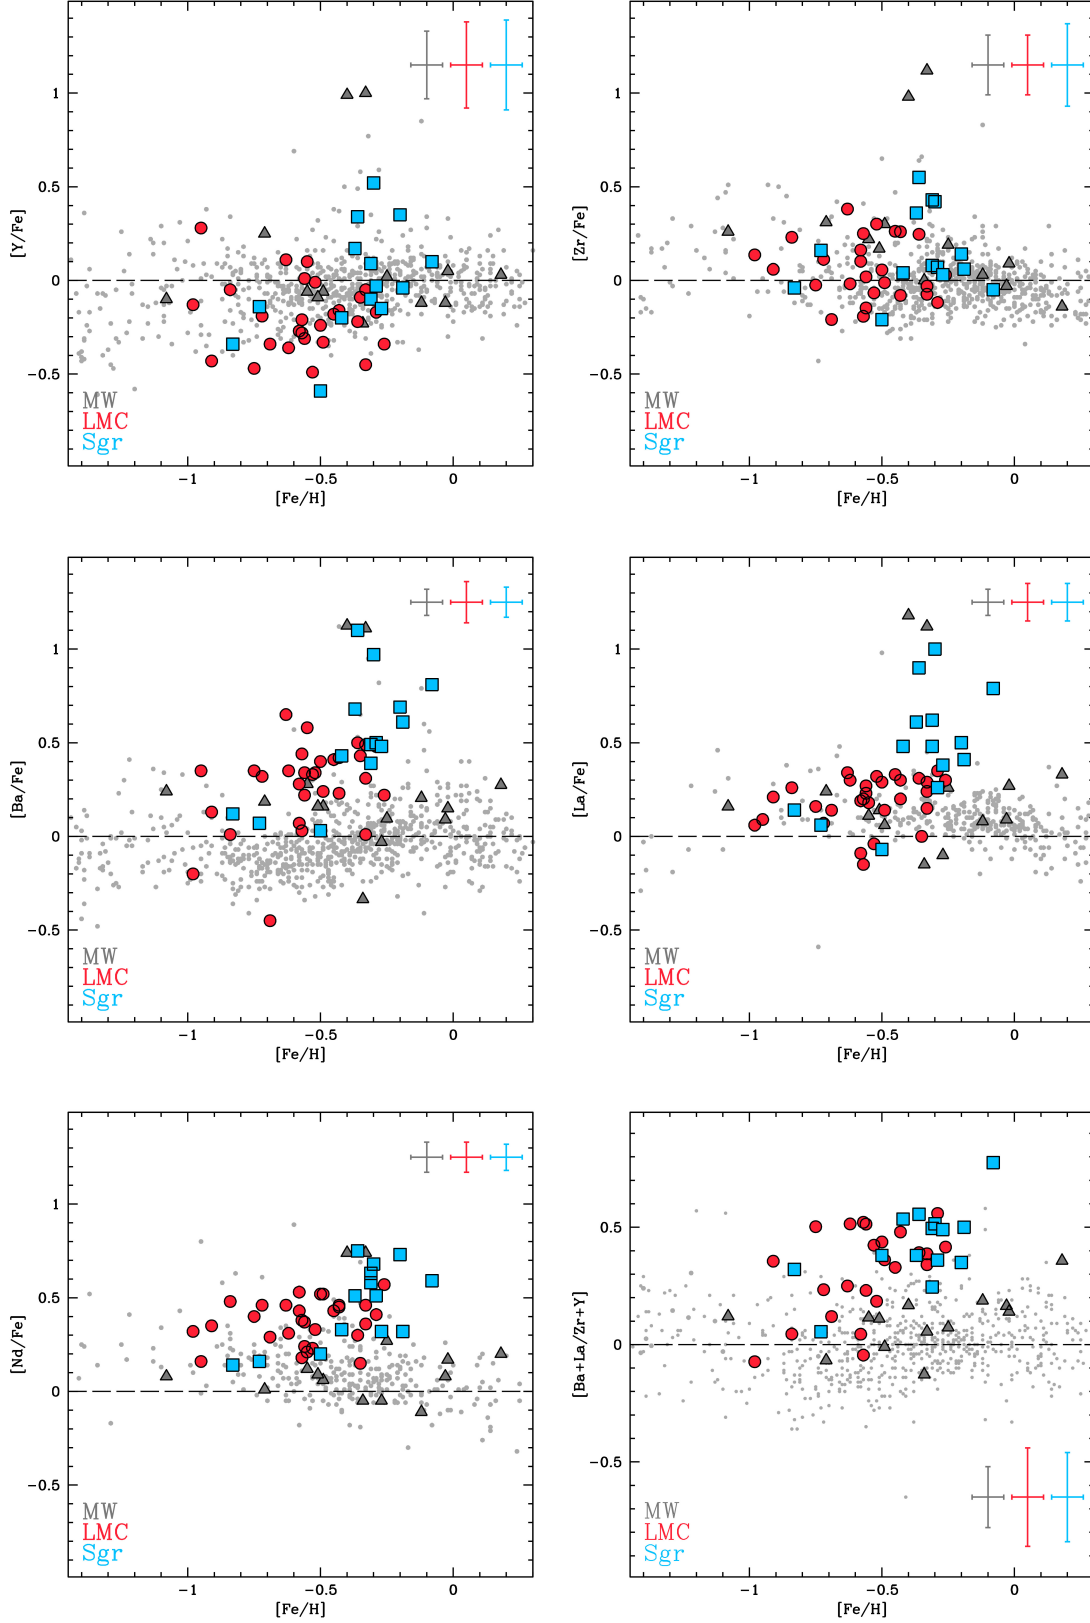 1
0.5
0
-0.5
[Y/Fe]
MW
LMC
Sgr
-1
-0.5
0
[Fe/H]
1
0.5
0
-0.5
[Zr/Fe]
MW
LMC
Sgr
-1
-0.5
0
[Fe/H]
1
0.5
0
-0.5
[Ba/Fe]
MW
LMC
Sgr
-1
-0.5
0
[Fe/H]
1
0.5
0
-0.5
[La/Fe]
MW
LMC
Sgr
-1
-0.5
0
[Fe/H]
1
0.5
0
-0.5
[Nd/Fe]
MW
LMC
Sgr
-1
-0.5
0
[Fe/H]
0.5
0
-0.5
[Ba+La/Zr+Y]
MW
LMC
Sgr
-1
-0.5
0
[Fe/H]